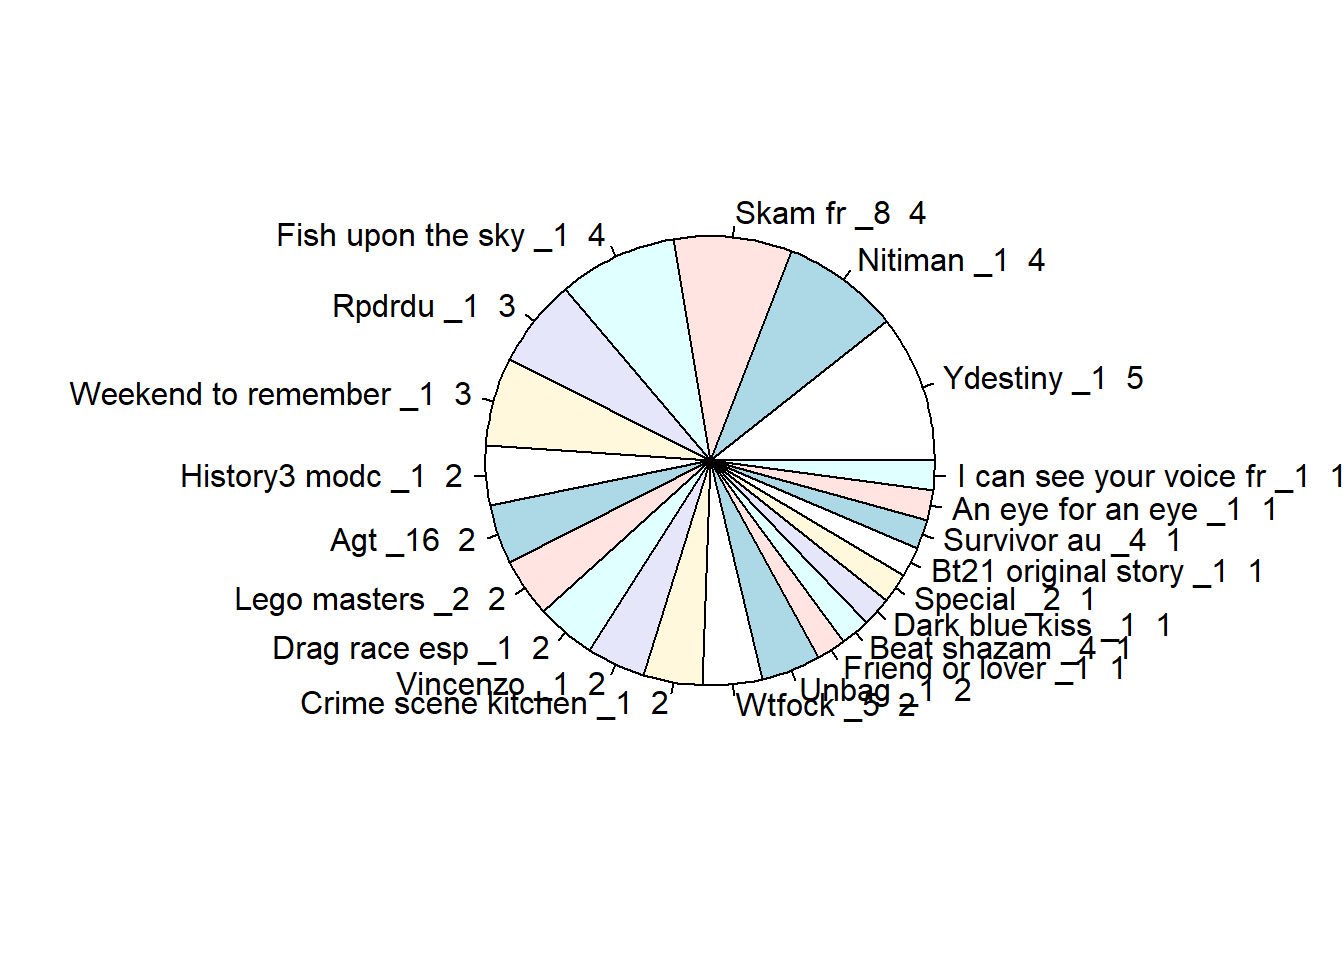 Skam fr _8  4
Fish upon the sky _1  4
Nitiman _1  4
Rpdrdu _1  3
Ydestiny _1  5
Weekend to remember _1  3
History3 modc _1  2
I can see your voice fr _1  1
An eye for an eye _1  1
Agt _16  2
Survivor au _4  1
Bt21 original story _1  1
Lego masters _2  2
Special _2  1
Dark blue kiss _1  1
Drag race esp _1  2
Beat shazam _4  1
Friend or lover _1  1
Vincenzo _1  2
Unbag _1  2
Crime scene kitchen _1  2
Wtfock _5  2